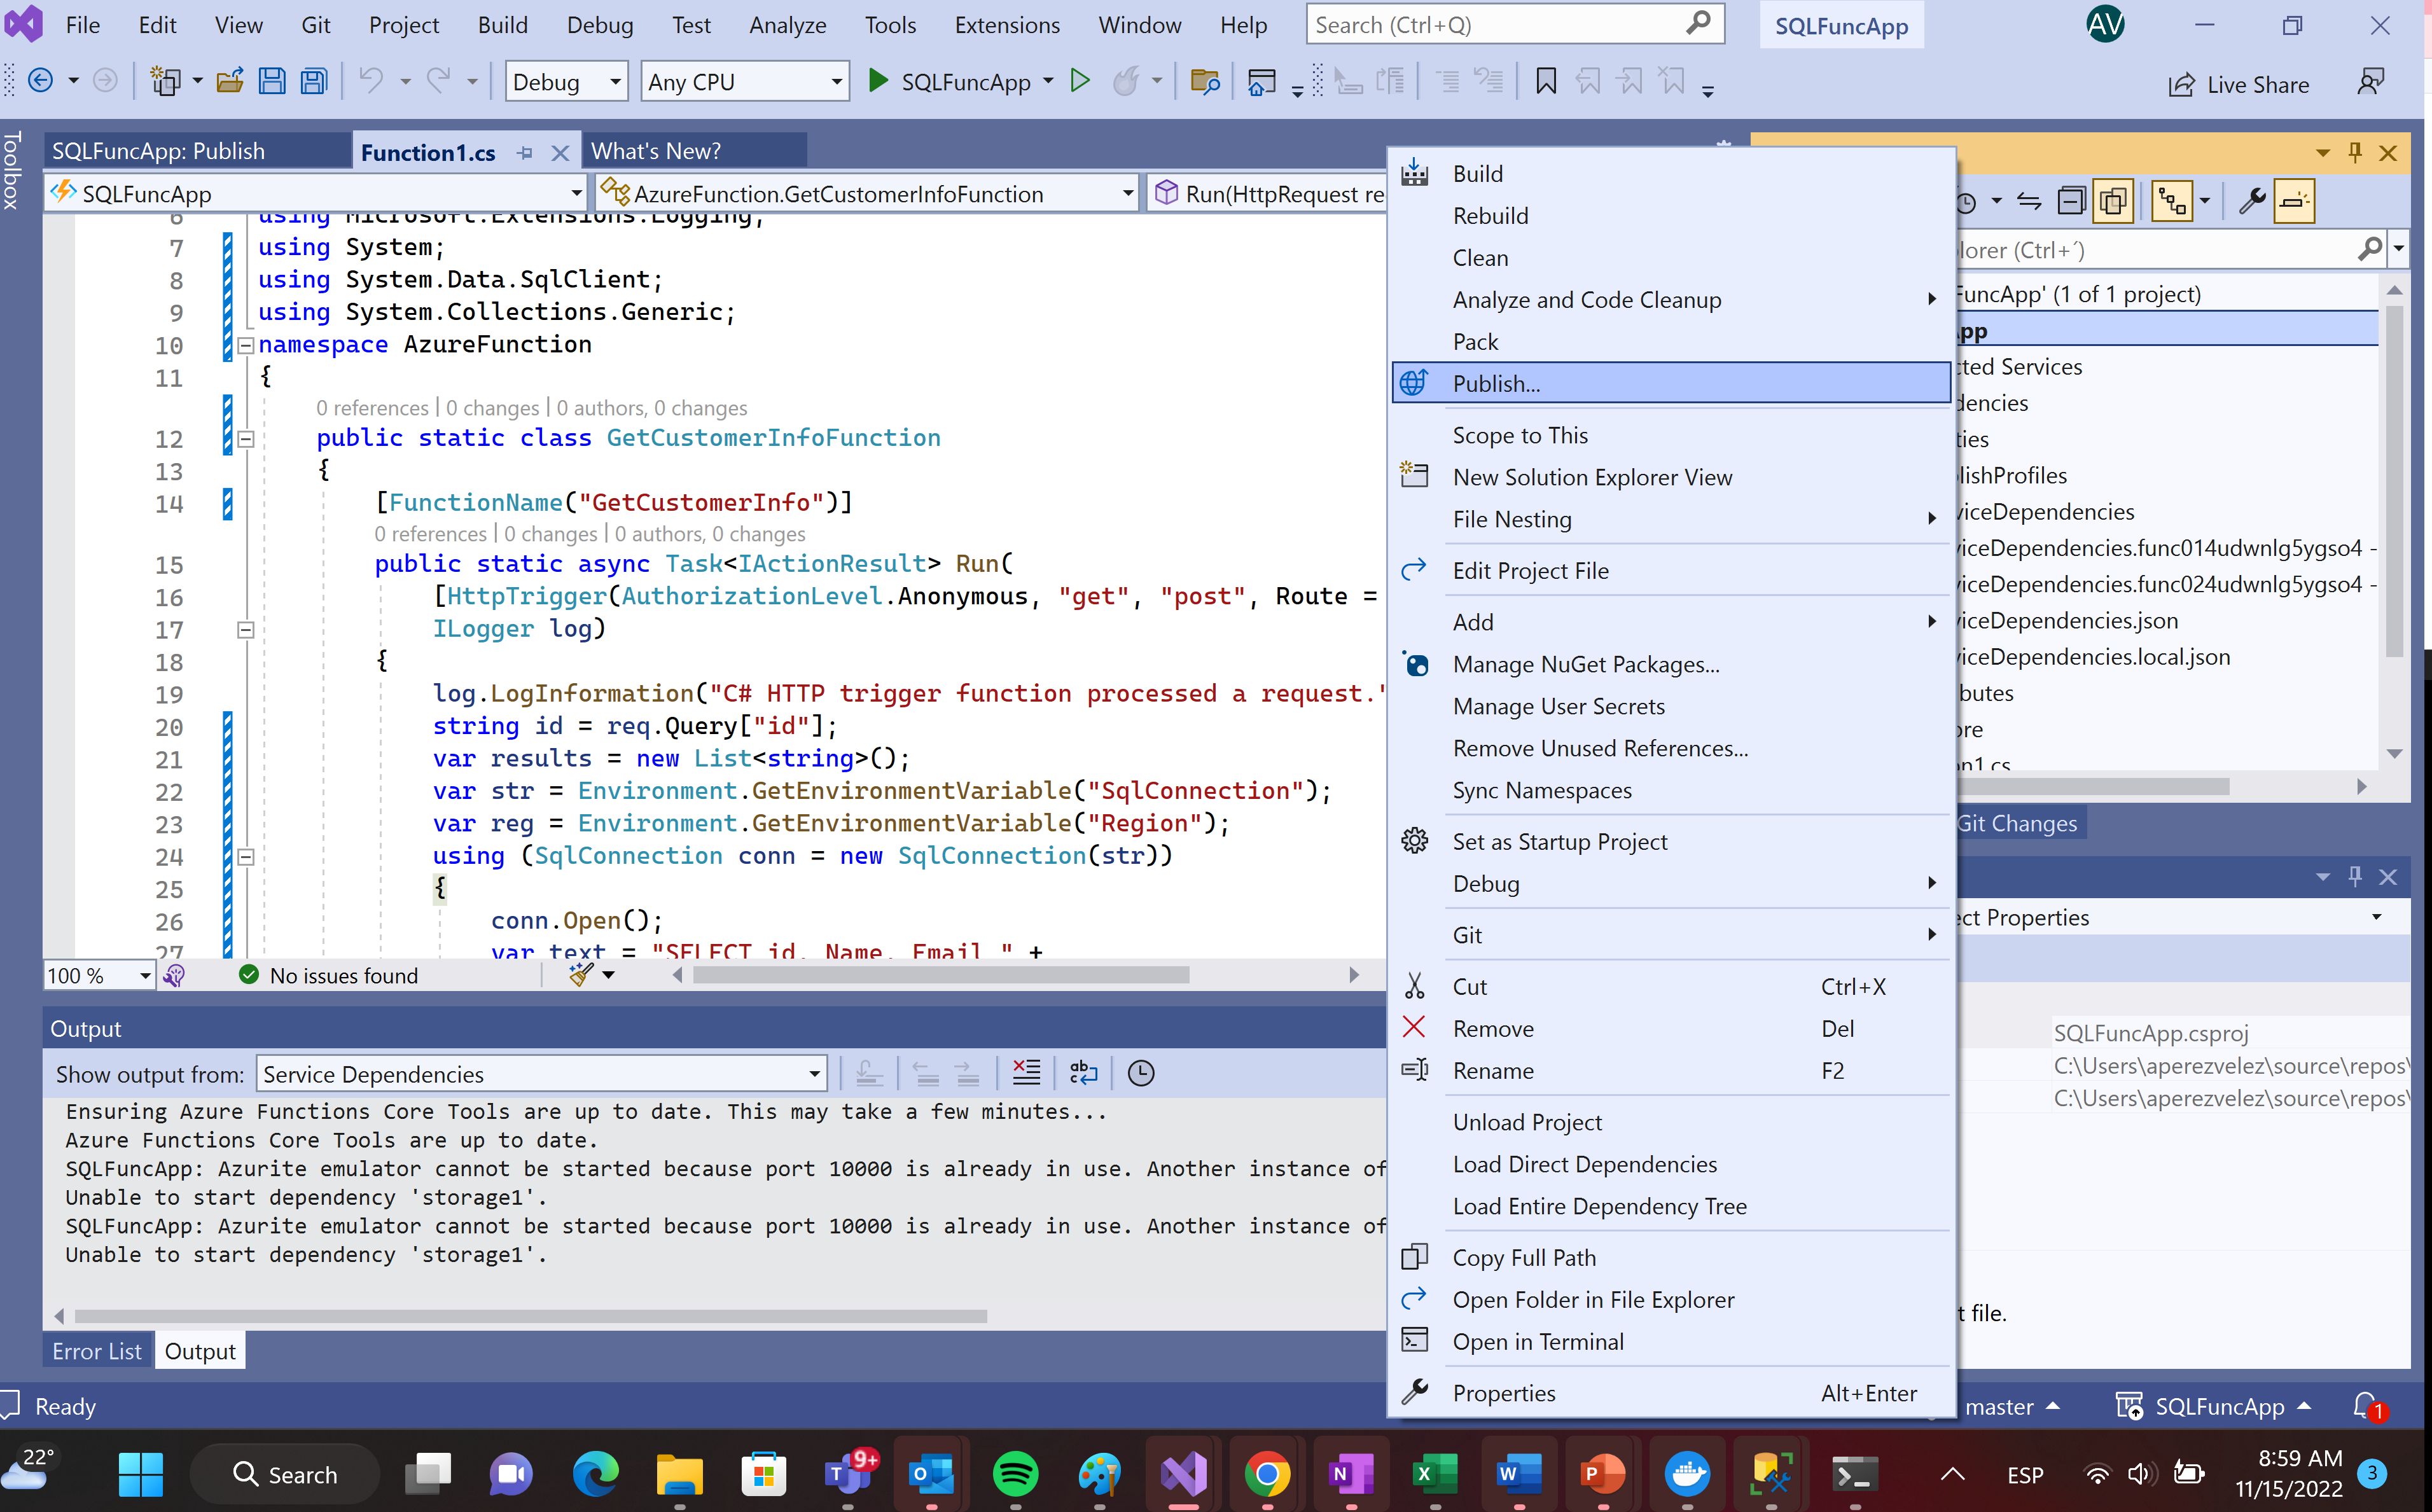 File Edit View Git Project Build Debug Test Analyze Tools Extensions Window Help Search (Ctrl+Q) SQLFuncApp AV
Debug Any CPU SQLFuncApp Live Share
Toolbox
SQLFuncApp: Publish Function1.cs What's New?
SQLFuncApp AzureFunction.GetCustomerInfoFunction Run(HttpRequest re
6 using Microsoft.Extensions.Logging;
7 using System;
8 using System.Data.SqlClient;
9 using System.Collections.Generic;
10 namespace AzureFunction
11 {
0 references | 0 changes | 0 authors, 0 changes
12 public static class GetCustomerInfoFunction
13 {
14 [FunctionName("GetCustomerInfo")]
0 references | 0 changes | 0 authors, 0 changes
15 public static async Task<IActionResult> Run(
16 [HttpTrigger(AuthorizationLevel.Anonymous, "get", "post", Route =
17 ILogger log)
18 {
19 log.LogInformation("C# HTTP trigger function processed a request."
20 string id = req.Query["id"];
21 var results = new List<string>();
22 var str = Environment.GetEnvironmentVariable("SqlConnection");
23 var reg = Environment.GetEnvironmentVariable("Region");
24 using (SqlConnection conn = new SqlConnection(str))
25 {
26 conn.Open();
27 var text = "SELECT id, Name, Email " +
100 % No issues found
Output
Show output from: Service Dependencies
Ensuring Azure Functions Core Tools are up to date. This may take a few minutes...
Azure Functions Core Tools are up to date.
SQLFuncApp: Azurite emulator cannot be started because port 10000 is already in use. Another instance of
Unable to start dependency 'storage1'.
SQLFuncApp: Azurite emulator cannot be started because port 10000 is already in use. Another instance of
Unable to start dependency 'storage1'.
Error List Output
Build
Rebuild
Clean
Analyze and Code Cleanup
Pack
Publish...
Scope to This
New Solution Explorer View
File Nesting
Edit Project File
Add
Manage NuGet Packages...
Manage User Secrets
Remove Unused References...
Sync Namespaces
Set as Startup Project
Debug
Git
Cut Ctrl+X
Remove Del
Rename F2
Unload Project
Load Direct Dependencies
Load Entire Dependency Tree
Copy Full Path
Open Folder in File Explorer
Open in Terminal
Properties Alt+Enter
lorer (Ctrl+´)
FuncApp' (1 of 1 project)
pp
cted Services
dencies
ties
lishProfiles
viceDependencies
viceDependencies.func014udwnlg5ygso4 -
viceDependencies.func024udwnlg5ygso4 -
viceDependencies.json
viceDependencies.local.json
butes
ore
n1.cs
Git Changes
ect Properties
SQLFuncApp.csproj
C:\Users\aperezvelez\source\repos\
C:\Users\aperezvelez\source\repos\
t file.
Ready master SQLFuncApp 1
22° Search 9+ ESP 8:59 AM
11/15/2022 3